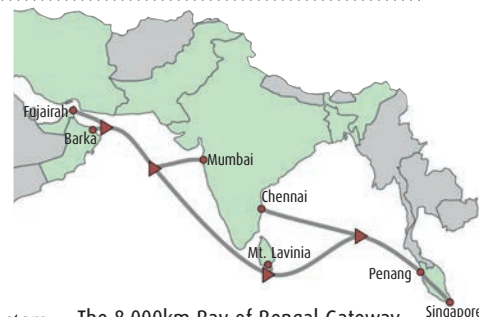 Fujairah
Barka
Mumbai
Chennai
Mt. Lavinia
Penang
Singapore
The 8,000km Bay of Bengal Gateway